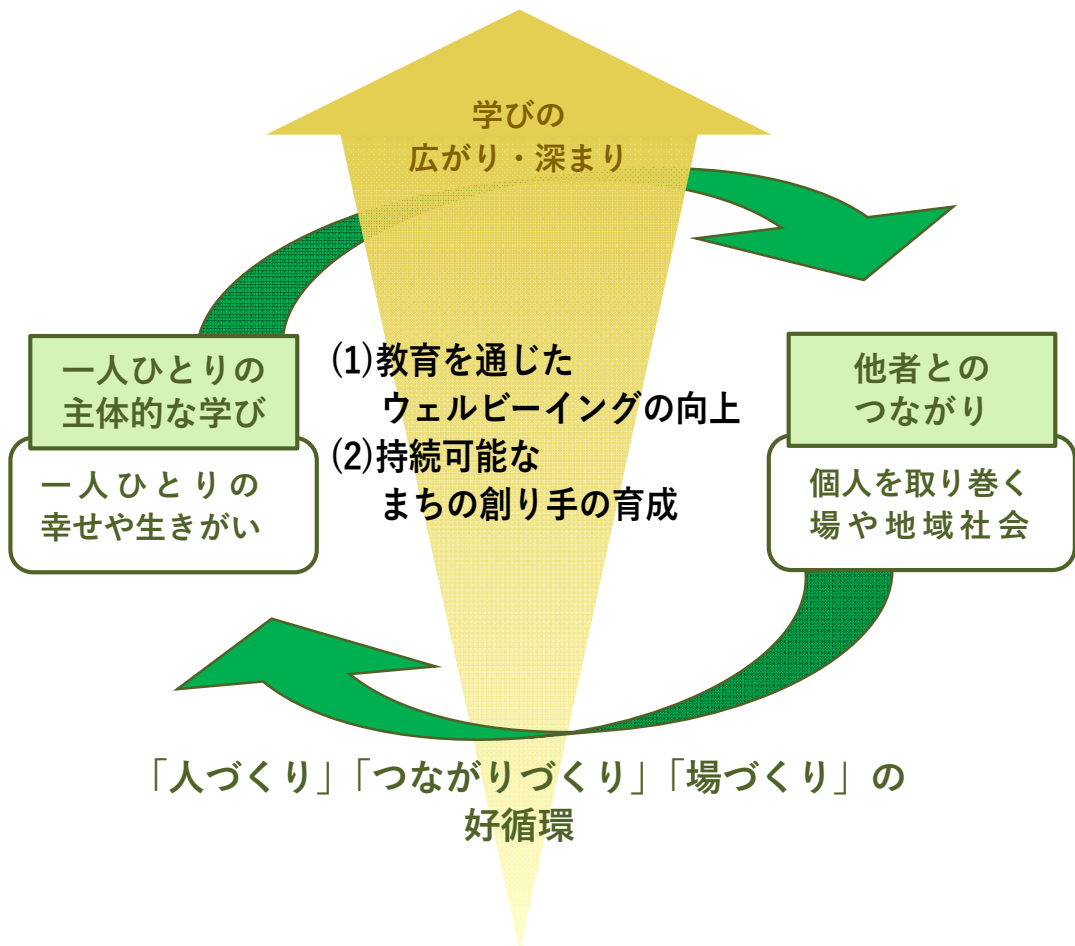 学びの
広がり・深まり
一人ひとりの
主体的な学び
一人ひとりの
幸せや生きがい
(1)教育を通じた
ウェルビーイングの向上
(2)持続可能な
まちの創り手の育成
他者との
つながり
個人を取り巻く
場や地域社会
「人づくり」「つながりづくり」「場づくり」の
好循環